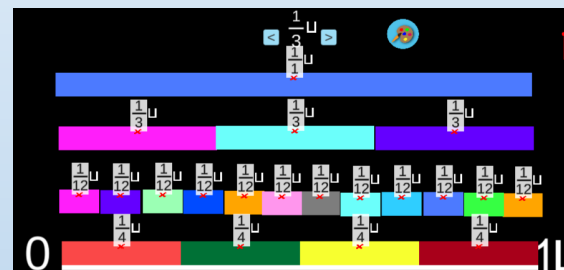 < 1/3 u >
1/1 u
1/3 u 1/3 u 1/3 u
1/12 u 1/12 u 1/12 u 1/12 u 1/12 u 1/12 u 1/12 u 1/12 u 1/12 u 1/12 u 1/12 u 1/12 u
1/4 u 1/4 u 1/4 u 1/4 u
0 1u